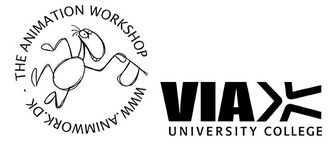 THE ANIMATION WORKSHOP - WWW.ANIMWORK.DK -
VIA
UNIVERSITY COLLEGE